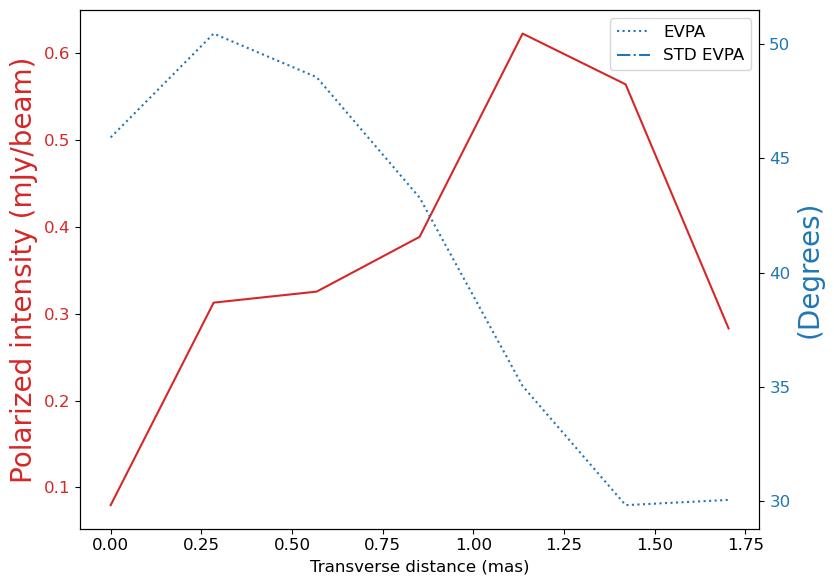 EVPA
STD EVPA
Polarized intensity (mJy/beam)
0.6
0.5
0.4
0.3
0.2
0.1
50
45
40
35
30
(Degrees)
0.00 0.25 0.50 0.75 1.00 1.25 1.50 1.75
Transverse distance (mas)